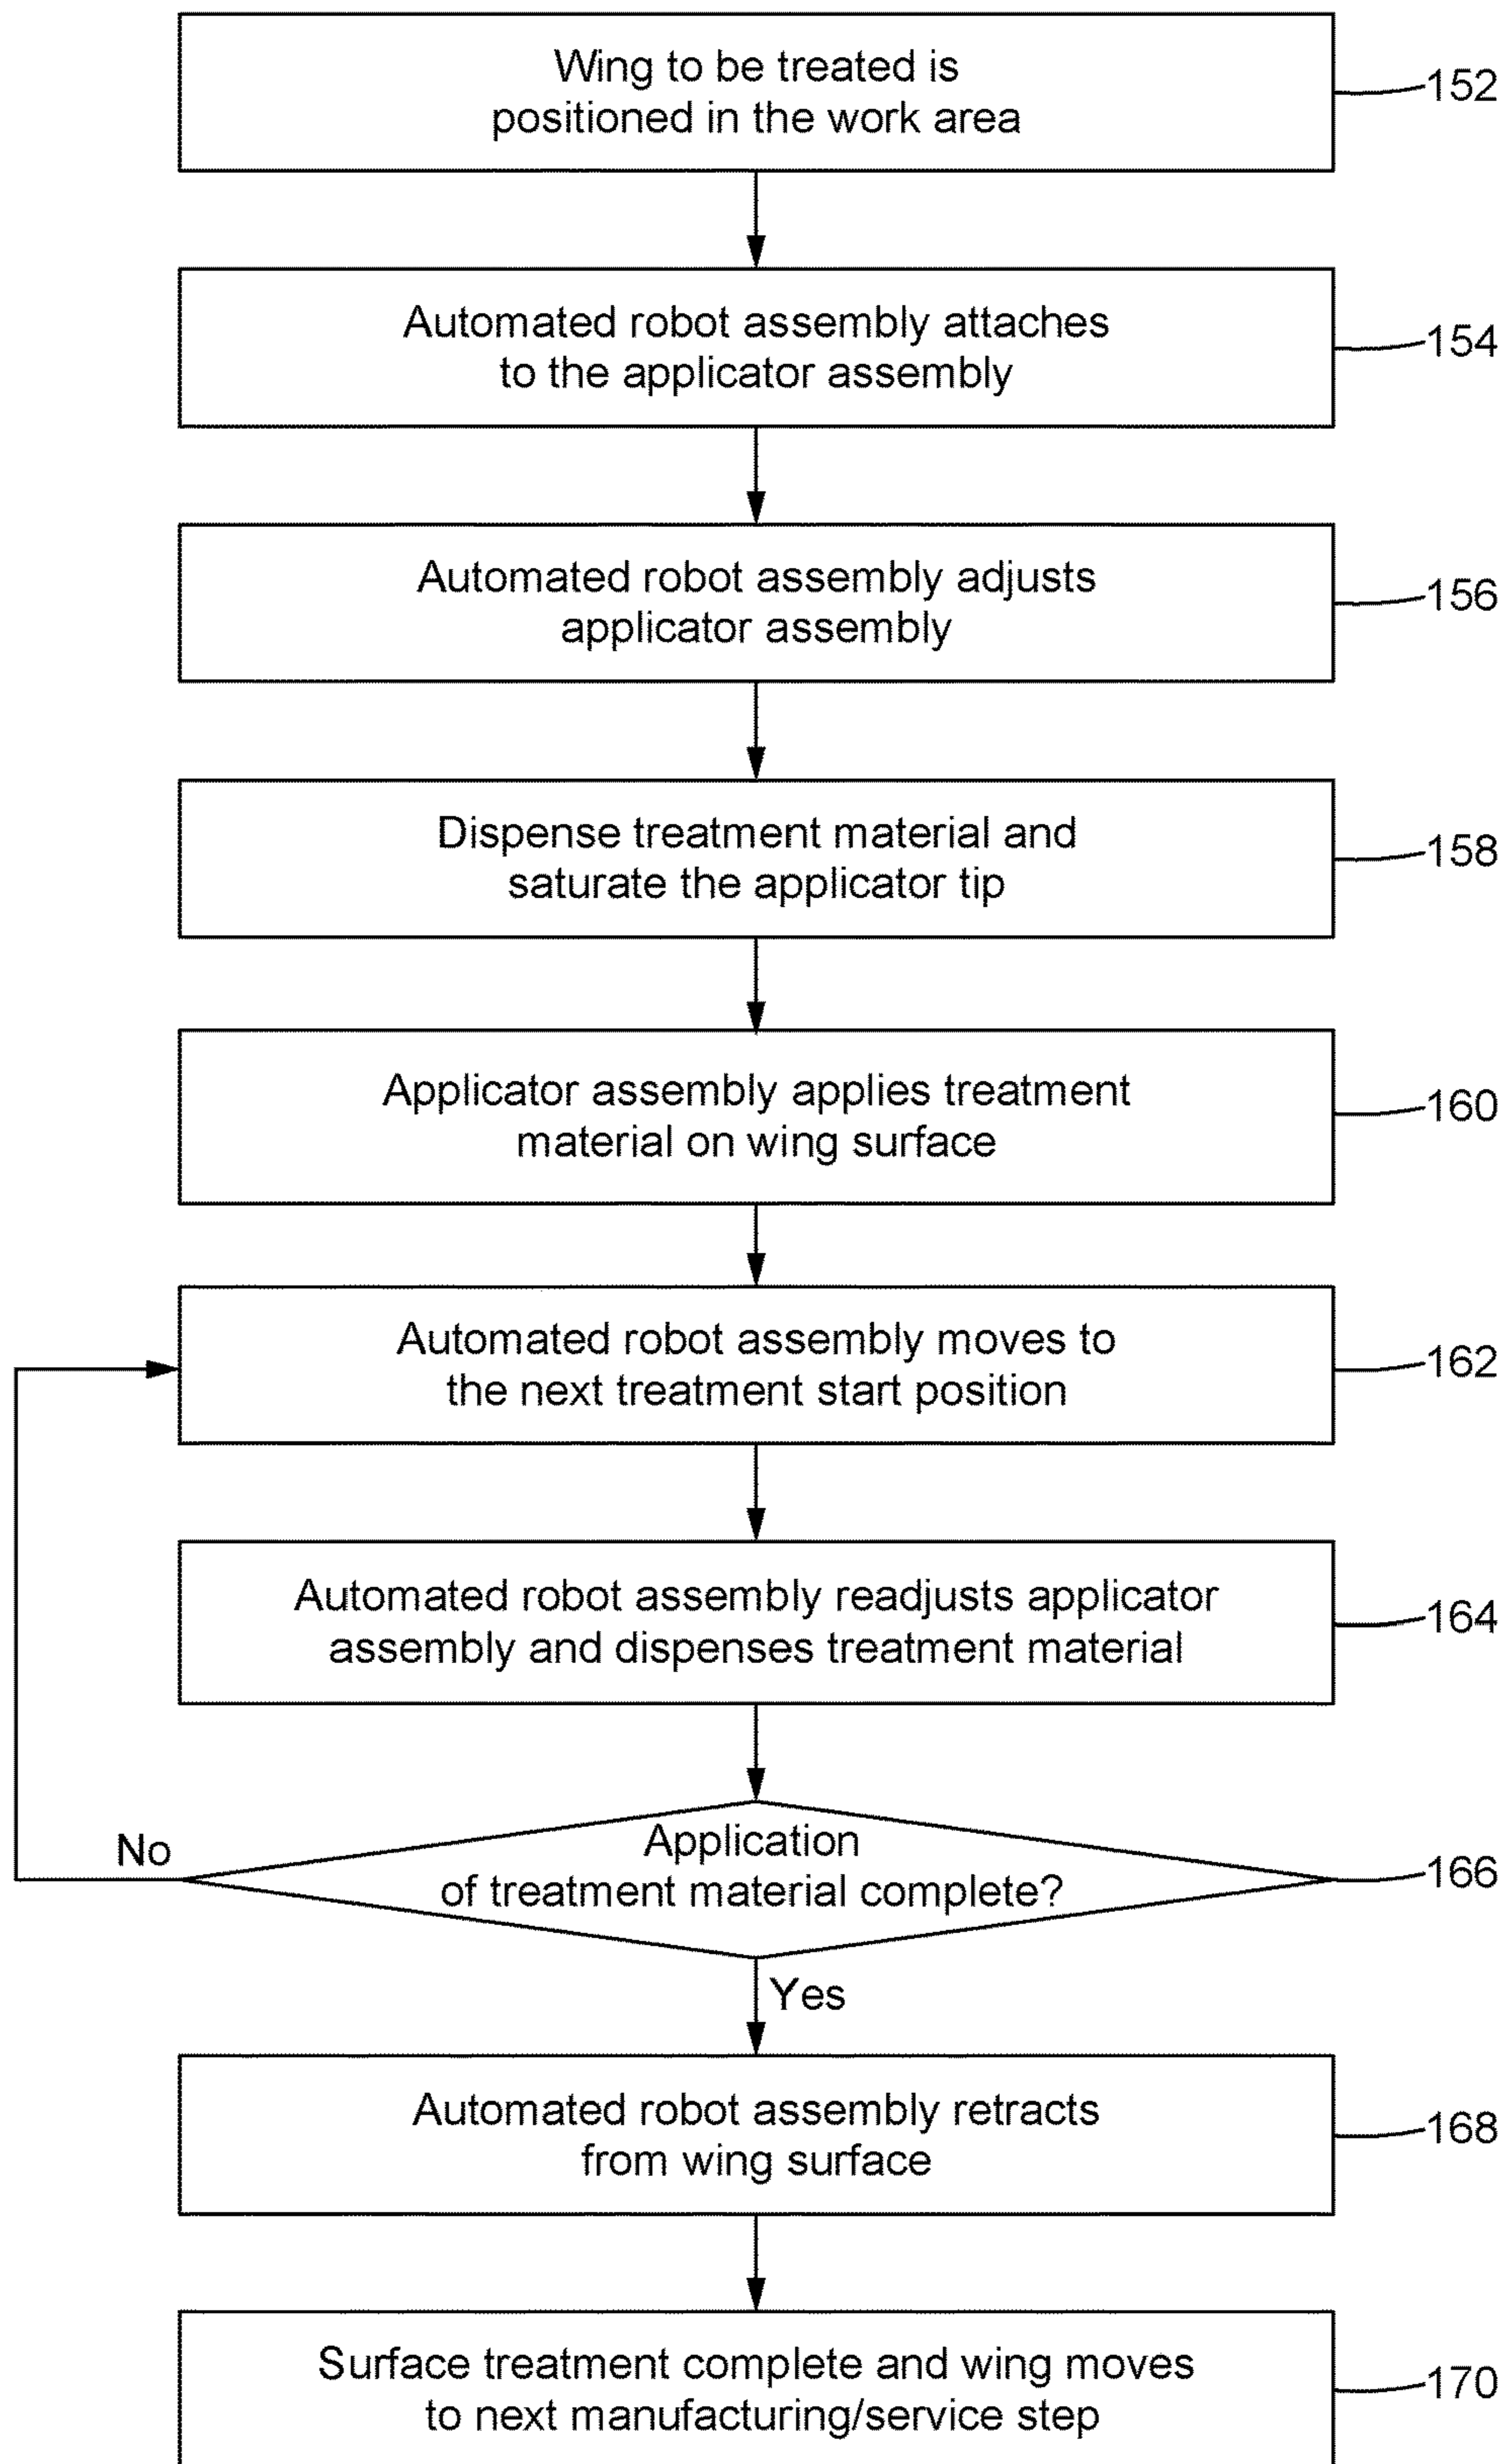 Wing to be treated is
positioned in the work area
152
Automated robot assembly attaches
to the applicator assembly
154
Automated robot assembly adjusts
applicator assembly
156
Dispense treatment material and
saturate the applicator tip
158
Applicator assembly applies treatment
material on wing surface
160
Automated robot assembly moves to
the next treatment start position
162
Automated robot assembly readjusts applicator
assembly and dispenses treatment material
164
No
Application
of treatment material complete?
166
Yes
Automated robot assembly retracts
from wing surface
168
Surface treatment complete and wing moves
to next manufacturing/service step
170